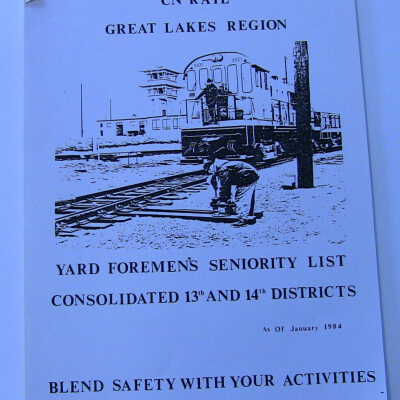 CN RAIL
GREAT LAKES REGION
YARD FOREMEN'S SENIORITY LIST
CONSOLIDATED 13th AND 14th DISTRICTS
As Of January 1984
BLEND SAFETY WITH YOUR ACTIVITIES